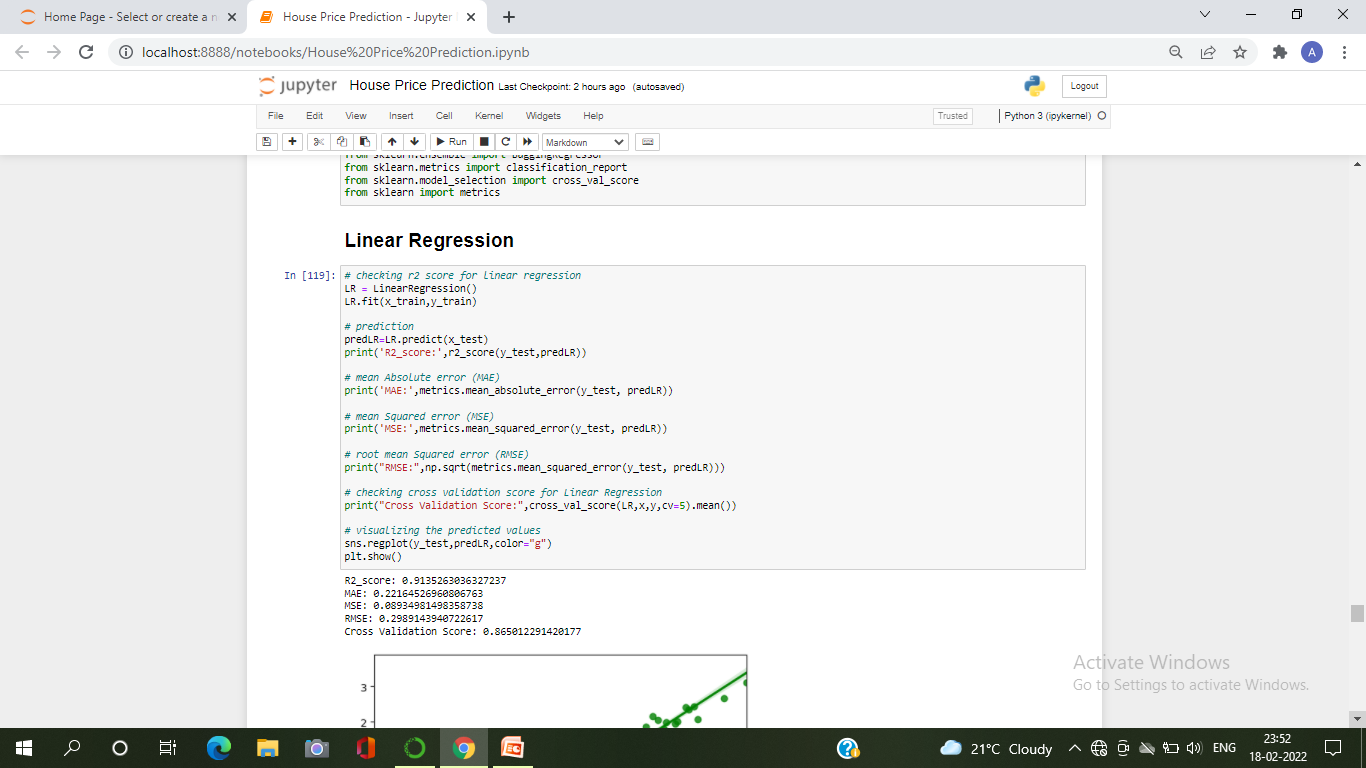 Home Page - Select or create a n
House Price Prediction - Jupyter
localhost:8888/notebooks/House%20Price%20Prediction.ipynb
A
jupyter House Price Prediction Last Checkpoint: 2 hours ago (autosaved)
Logout
File Edit View Insert Cell Kernel Widgets Help
Trusted
Python 3 (ipykernel)
Run
Markdown
from sklearn.ensemble import BaggingRegressor
from sklearn.metrics import classification_report
from sklearn.model_selection import cross_val_score
from sklearn import metrics
Linear Regression
In [119]:
# checking r2 score for linear regression
LR = LinearRegression()
LR.fit(x_train,y_train)
# prediction
predLR=LR.predict(x_test)
print('R2_score:',r2_score(y_test,predLR))
# mean Absolute error (MAE)
print('MAE:',metrics.mean_absolute_error(y_test, predLR))
# mean Squared error (MSE)
print('MSE:',metrics.mean_squared_error(y_test, predLR))
# root mean Squared error (RMSE)
print("RMSE:",np.sqrt(metrics.mean_squared_error(y_test, predLR)))
# checking cross validation score for Linear Regression
print("Cross Validation Score:",cross_val_score(LR,x,y,cv=5).mean())
# visualizing the predicted values
sns.regplot(y_test,predLR,color="g")
plt.show()
R2_score: 0.9135263036327237
MAE: 0.22164526960806763
MSE: 0.08934981498358738
RMSE: 0.2989143940722617
Cross Validation Score: 0.865012291420177
3
2
Activate Windows
Go to Settings to activate Windows.
21°C Cloudy
ENG
23:52
18-02-2022